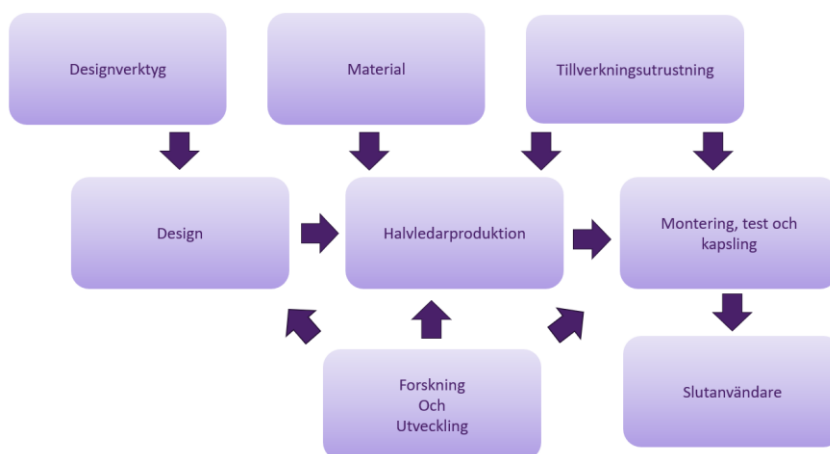 Designverktyg
Material
Tillverkningsutrustning
Design
Halvledarproduktion
Montering, test och
kapsling
Forskning
Och
Utveckling
Slutanvändare